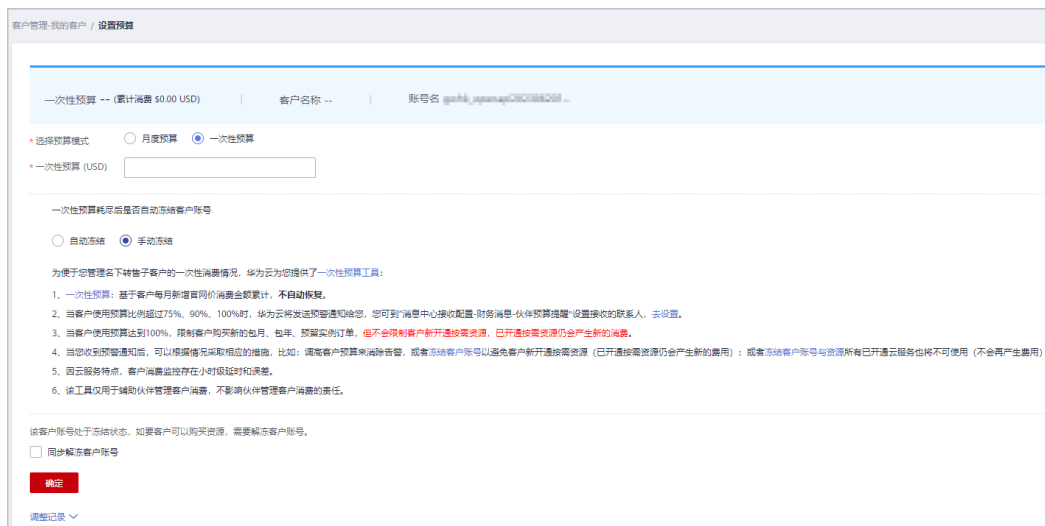 客户管理-我的客户 / 设置预算
一次性预算 -- (累计消费 $0.00 USD) | 客户名称 -- | 账号名
* 选择预算模式 月度预算 一次性预算
* 一次性预算 (USD)
一次性预算耗尽后是否自动冻结客户账号
自动冻结 手动冻结
为便于您管理名下转售子客户的一次性消费情况，华为云为您提供了一次性预算工具：
1、一次性预算：基于客户每月新增官网价消费金额累计，不自动恢复。
2、当客户使用预算比例超过75%、90%、100%时，华为云将发送预警通知给您，您可到“消息中心接收配置-财务消息-伙伴预算提醒”设置接收的联系人，去设置。
3、当客户使用预算达到100%，限制客户购买新的包月、包年、预留实例订单，但不会限制客户新开通按需资源，已开通按需资源仍会产生新的消费。
4、当您收到预警通知后，可以根据情况采取相应的措施，比如：调高客户预算来消除告警，或者冻结客户账号以避免客户新开通按需资源（已开通按需资源仍会产生新的费用）；或者冻结客户账号与资源所有已开通云服务也将不可使用（不会再产生费用）
5、因云服务特点，客户消费监控存在小时级延时和误差。
6、该工具仅用于辅助伙伴管理客户消费，不影响伙伴管理客户消费的责任。
该客户账号处于冻结状态，如要客户可以购买资源，需要解冻客户账号。
同步解冻客户账号
确定
调整记录